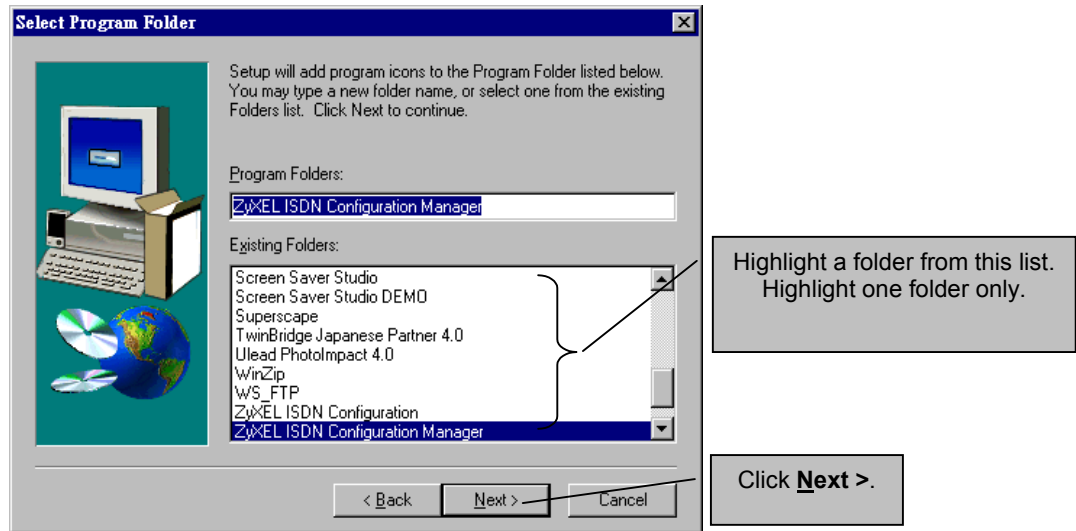 Select Program Folder
Setup will add program icons to the Program Folder listed below.
You may type a new folder name, or select one from the existing
Folders list. Click Next to continue.
Program Folders:
ZyXEL ISDN Configuration Manager
Existing Folders:
Screen Saver Studio
Screen Saver Studio DEMO
Superscape
TwinBridge Japanese Partner 4.0
Ulead PhotoImpact 4.0
WinZip
WS_FTP
ZyXEL ISDN Configuration
ZyXEL ISDN Configuration Manager
Highlight a folder from this list.
Highlight one folder only.
< Back
Next >
Cancel
Click Next >.